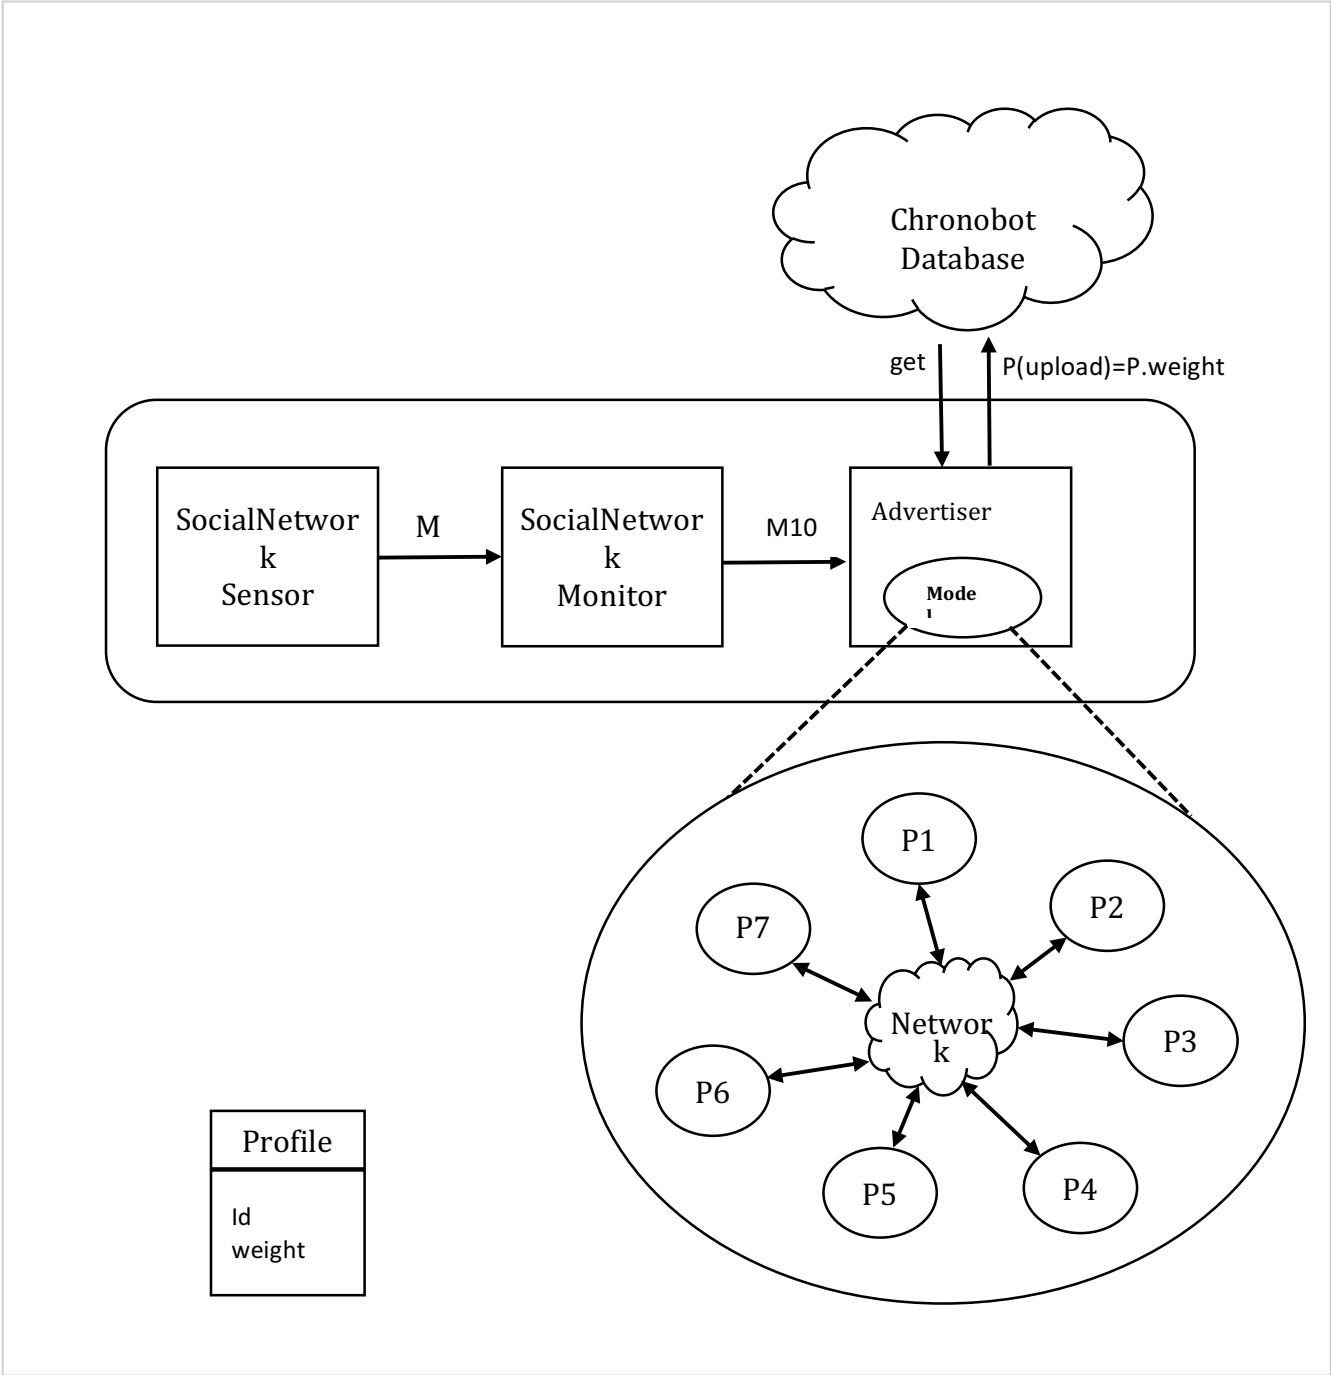 Chronobot
Database
get
P(upload)=P.weight
SocialNetwor
k
Sensor
M
SocialNetwor
k
Monitor
M10
Advertiser
Mode
l
P1
P2
P7
Networ
k
P3
P6
P5
P4
Profile
Id
weight